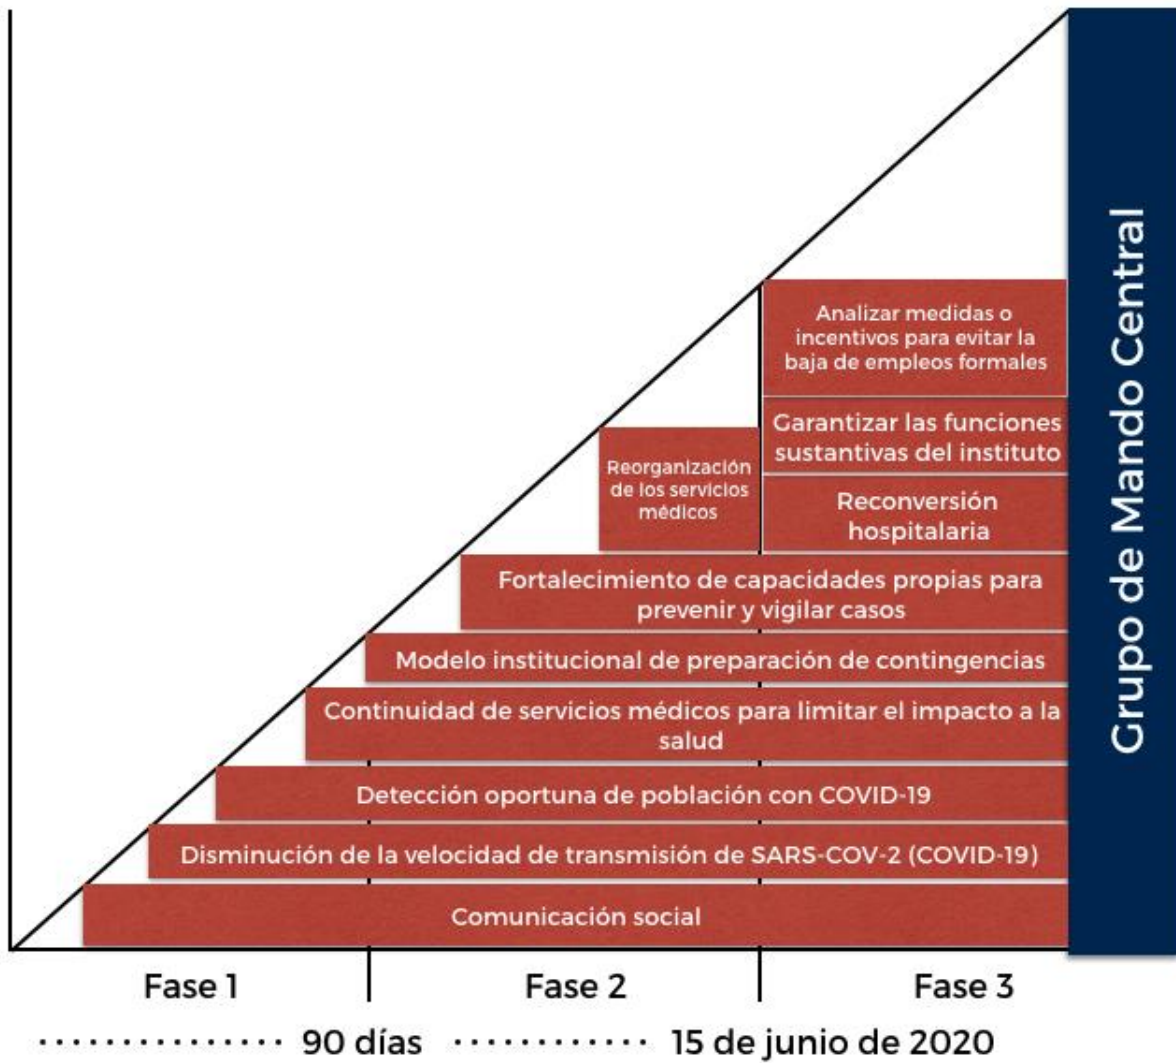 Analizar medidas o
incentivos para evitar la
baja de empleos formales
Garantizar las funciones
sustantivas del instituto
Reorganización
de los servicios
médicos
Reconversión
hospitalaria
Fortalecimiento de capacidades propias para
prevenir y vigilar casos
Modelo institucional de preparación de contingencias
Continuidad de servicios médicos para limitar el impacto a la
salud
Detección oportuna de población con COVID-19
Disminución de la velocidad de transmisión de SARS-COV-2 (COVID-19)
Comunicación social
Grupo de Mando Central
Fase 1
Fase 2
Fase 3
90 días
15 de junio de 2020